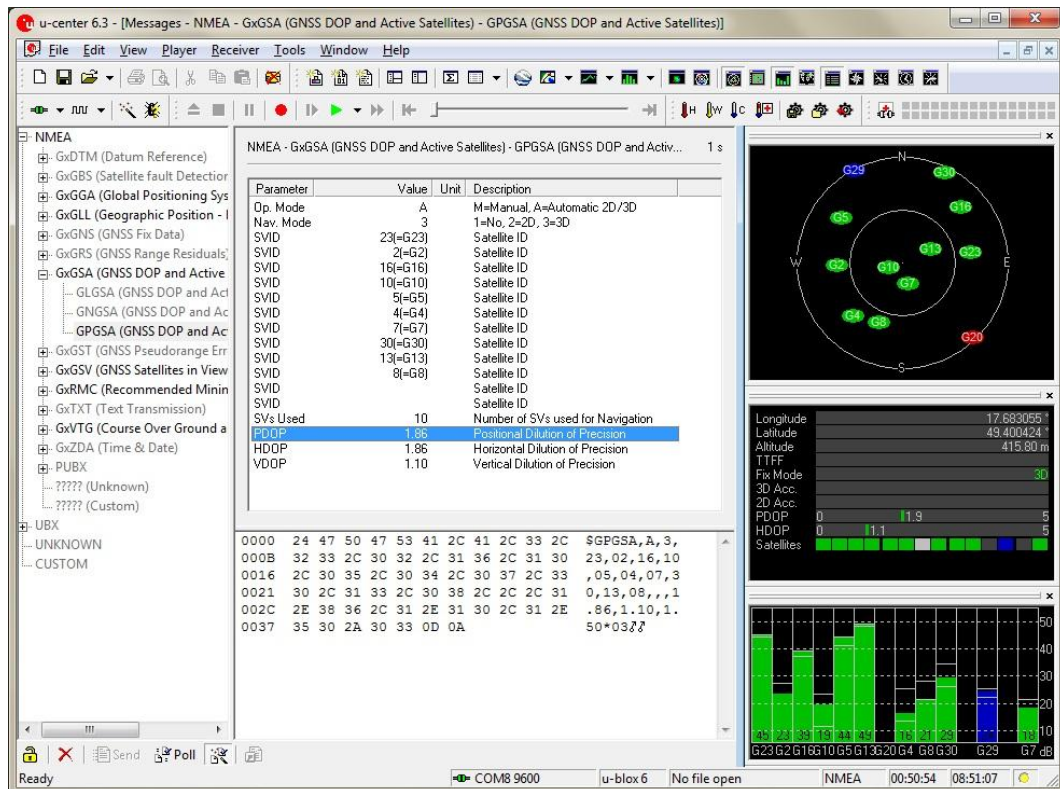 u-center 6.3 - [Messages - NMEA - GxGSA (GNSS DOP and Active Satellites) - GPGSA (GNSS DOP and Active Satellites)]
File Edit View Player Receiver Tools Window Help
NMEA
GxDTM (Datum Reference)
GxGBS (Satellite fault Detection
GxGGA (Global Positioning Sys
GxGLL (Geographic Position - l
GxGNS (GNSS Fix Data)
GxGRS (GNSS Range Residuals)
GxGSA (GNSS DOP and Active
GLGSA (GNSS DOP and Act
GNGSA (GNSS DOP and Ac
GPGSA (GNSS DOP and Ac
GxGST (GNSS Pseudorange Err
GxGSV (GNSS Satellites in View
GxRMC (Recommended Minin
GxTXT (Text Transmission)
GxVTG (Course Over Ground a
GxZDA (Time & Date)
PUBX
????? (Unknown)
????? (Custom)
UBX
UNKNOWN
CUSTOM
NMEA - GxGSA (GNSS DOP and Active Satellites) - GPGSA (GNSS DOP and Activ... 1 s
Parameter Value Unit Description
Op. Mode A M=Manual, A=Automatic 2D/3D
Nav. Mode 3 1=No, 2=2D, 3=3D
SVID 23(=G23) Satellite ID
SVID 2(=G2) Satellite ID
SVID 16(=G16) Satellite ID
SVID 10(=G10) Satellite ID
SVID 5(=G5) Satellite ID
SVID 4(=G4) Satellite ID
SVID 7(=G7) Satellite ID
SVID 30(=G30) Satellite ID
SVID 13(=G13) Satellite ID
SVID 8(=G8) Satellite ID
SVID Satellite ID
SVID Satellite ID
SVs Used 10 Number of SVs used for Navigation
PDOP 1.86 Positional Dilution of Precision
HDOP 1.86 Horizontal Dilution of Precision
VDOP 1.10 Vertical Dilution of Precision
0000 24 47 50 47 53 41 2C 41 2C 33 2C $GPGSA,A,3,
000B 32 33 2C 30 32 2C 31 36 2C 31 30 23,02,16,10
0016 2C 30 35 2C 30 34 2C 30 37 2C 33 ,05,04,07,3
0021 30 2C 31 33 2C 30 38 2C 2C 2C 31 0,13,08,,,1
002C 2E 38 36 2C 31 2E 31 30 2C 31 2E .86,1.10,1.
0037 35 30 2A 30 33 0D 0A 50*03
N
G29 G30
G16
G5
G13 G23
W G2 G10 E
G7
G4 G8
G20
S
Longitude 17.683055 °
Latitude 49.400424 °
Altitude 415.80 m
TTFF
Fix Mode 3D
3D Acc.
2D Acc.
PDOP 0 1.9 5
HDOP 0 1.1 5
Satellites
50
40
30
20
10
45 23 39 19 44 49 16 21 29 18
G23 G2 G16 G10 G5 G13 G20 G4 G8 G30 G29 G7 dB
Send Poll
Ready COM8 9600 u-blox 6 No file open NMEA 00:50:54 08:51:07